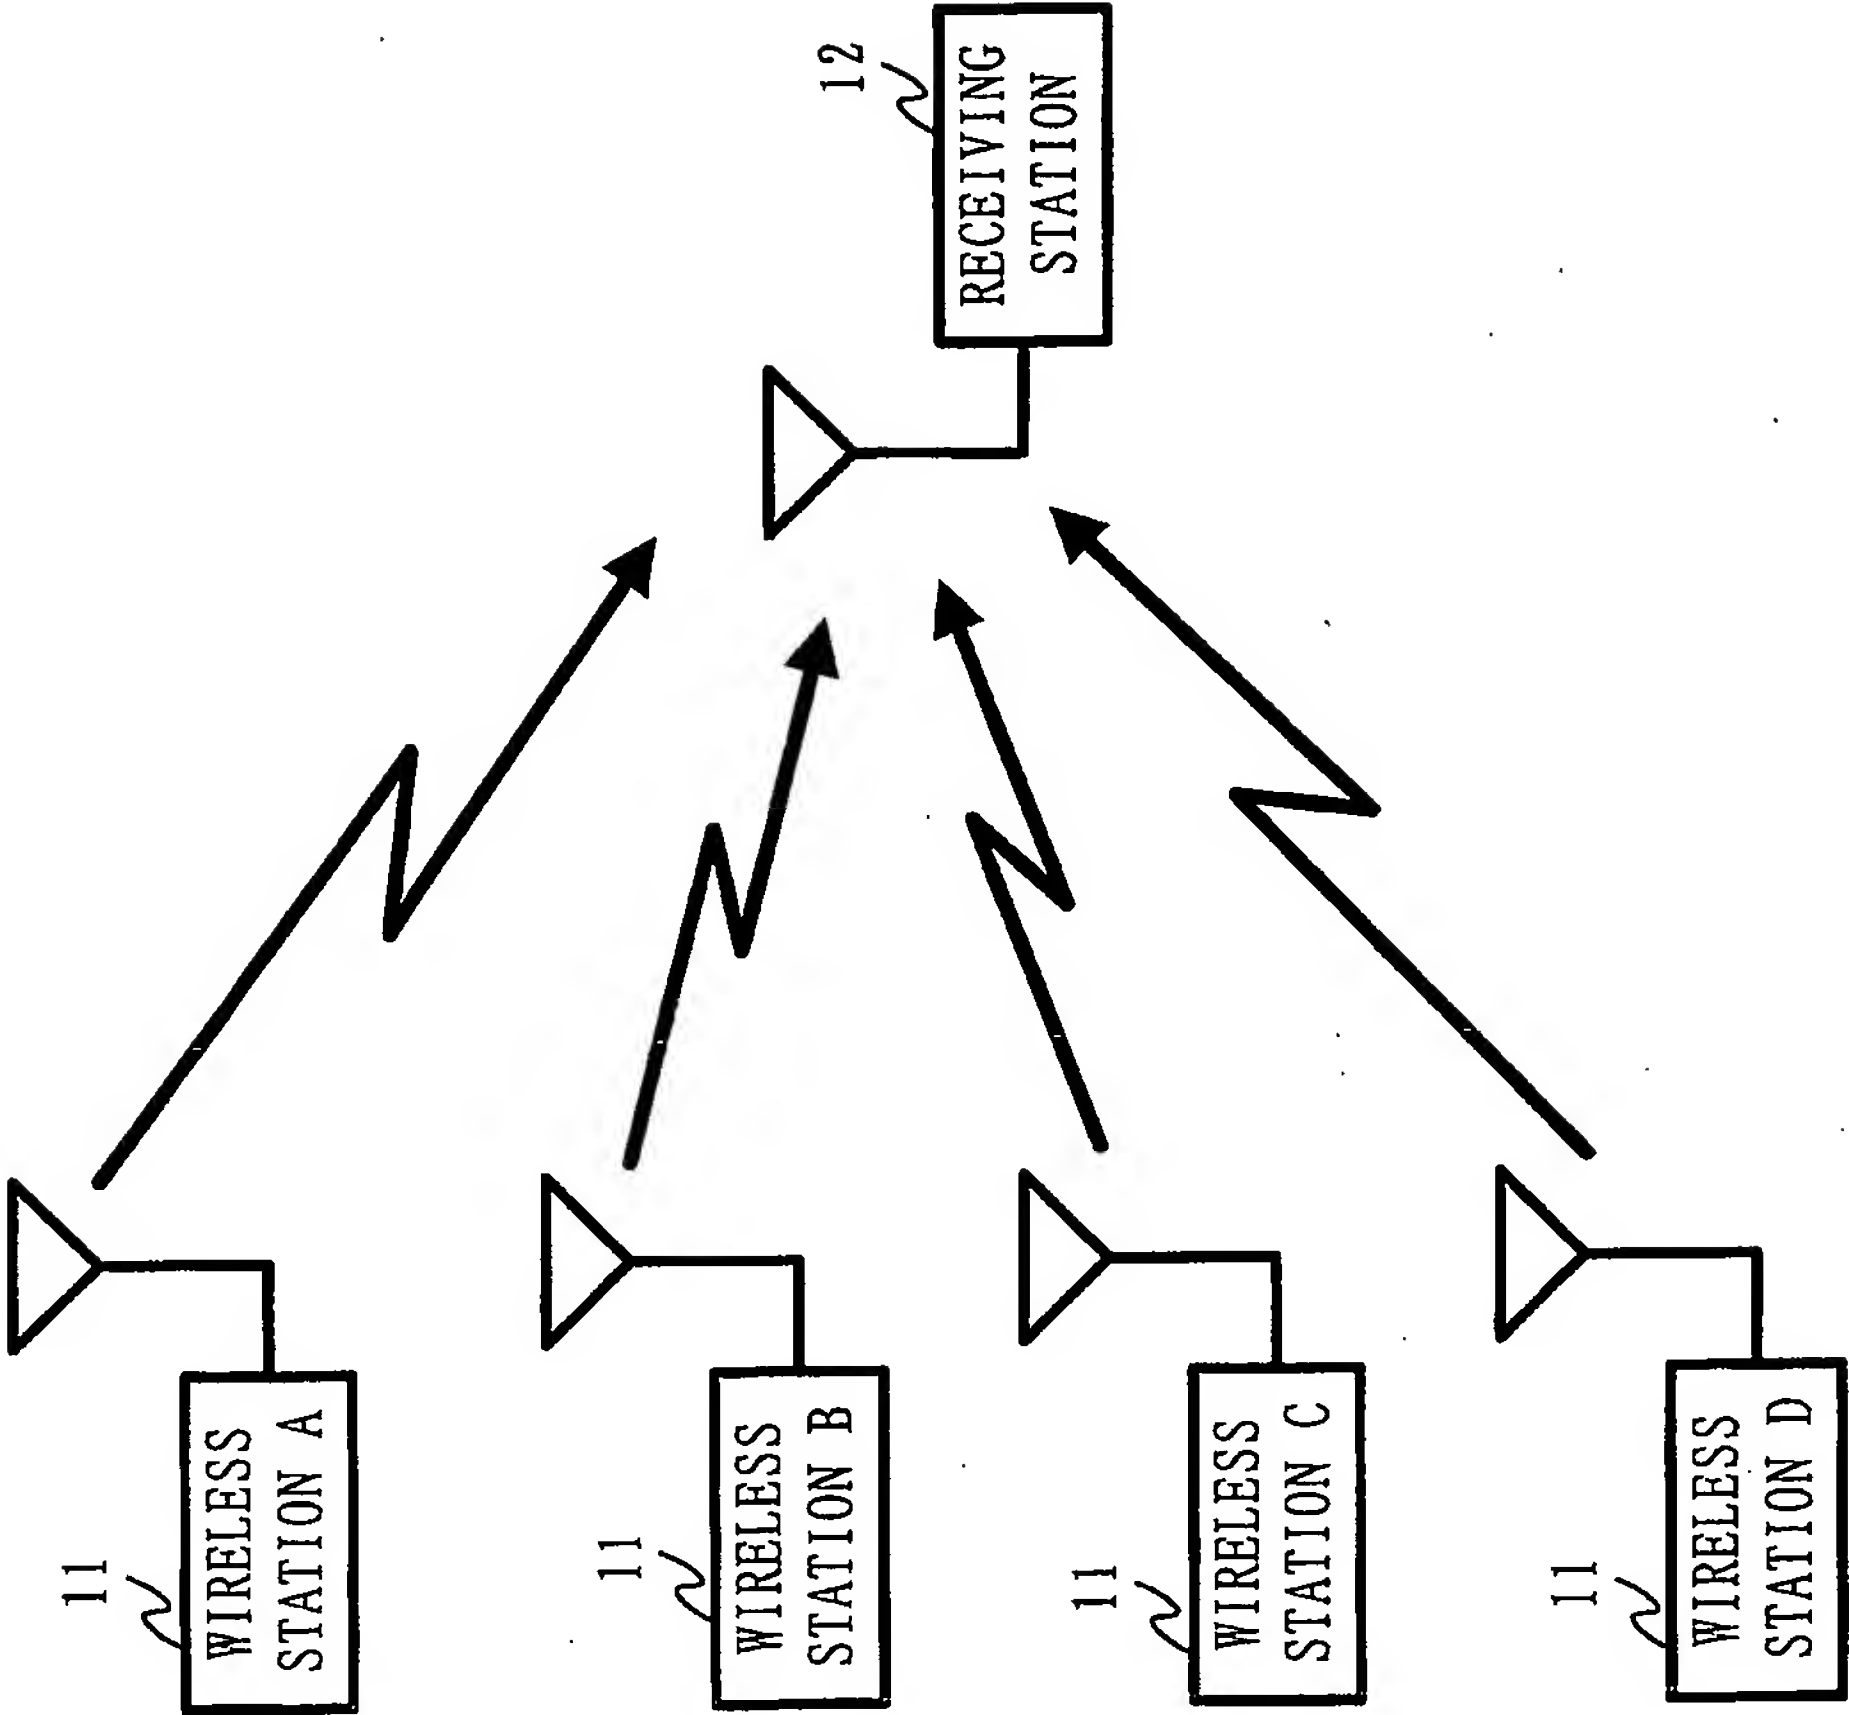 11
WIRELESS
STATION A
11
WIRELESS
STATION B
11
WIRELESS
STATION C
11
WIRELESS
STATION D
12
RECEIVING
STATION